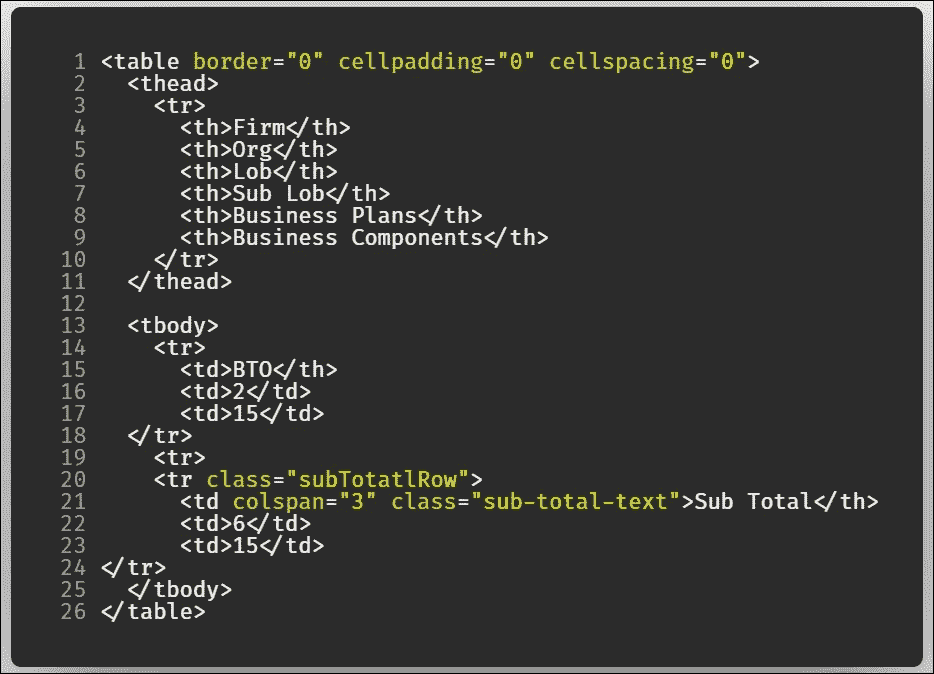 1 <table border="0" cellpadding="0" cellspacing="0">
2   <thead>
3     <tr>
4       <th>Firm</th>
5       <th>Org</th>
6       <th>Lob</th>
7       <th>Sub Lob</th>
8       <th>Business Plans</th>
9       <th>Business Components</th>
10     </tr>
11   </thead>
12
13   <tbody>
14     <tr>
15       <td>BTO</th>
16       <td>2</td>
17       <td>15</td>
18   </tr>
19     <tr>
20     <tr class="subTotatlRow">
21       <td colspan="3" class="sub-total-text">Sub Total</th>
22       <td>6</td>
23       <td>15</td>
24 </tr>
25   </tbody>
26 </table>